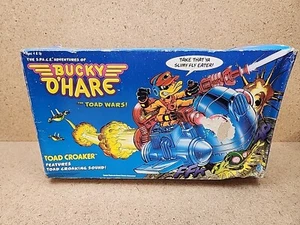 THE S.P.A.C.E. ADVENTURES OF
BUCKY
O'HARE
THE TOAD WARS!
TAKE THAT YA
SLIMY FLY EATER!
TOAD CROAKER
FEATURES
TOAD CROAKING SOUND!